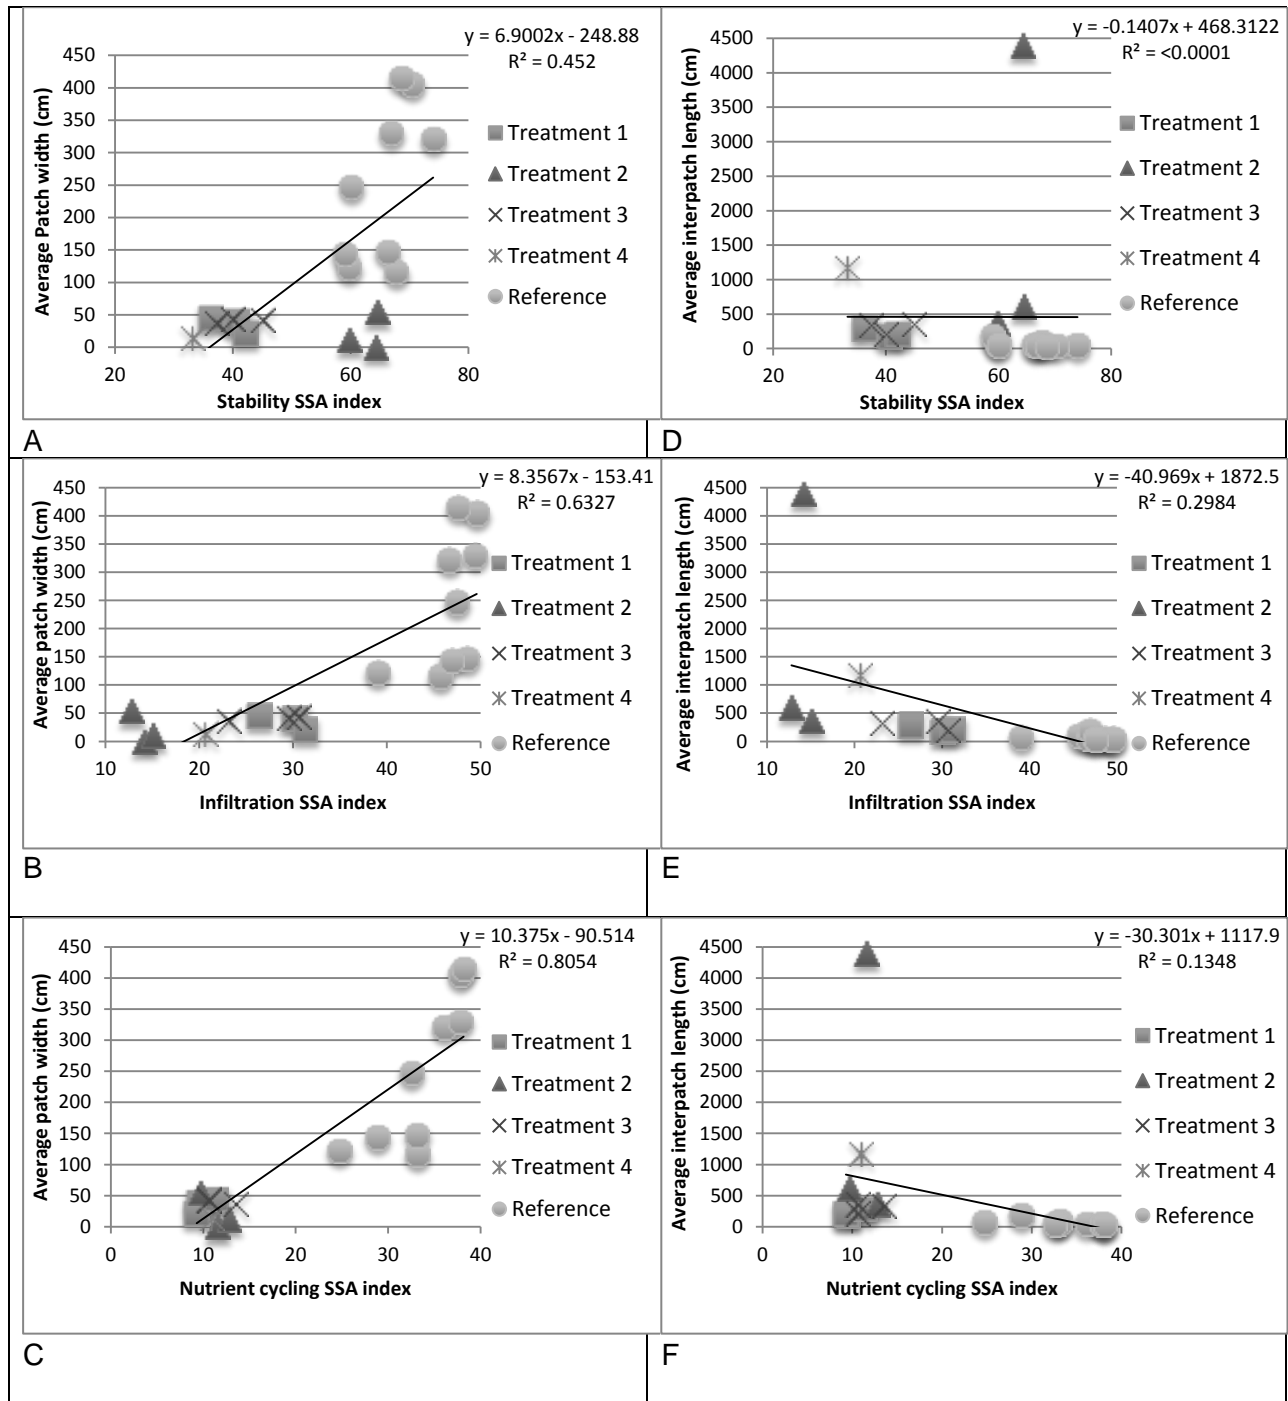 y = 6.9002x - 248.88
R² = 0.452
450
400
350
300
250
200
150
100
50
0
20
40
60
80
Average Patch width (cm)
Stability SSA index
Treatment 1
Treatment 2
Treatment 3
Treatment 4
Reference
A
y = -0.1407x + 468.3122
R² = <0.0001
4500
4000
3500
3000
2500
2000
1500
1000
500
0
20
40
60
80
Average interpatch length (cm)
Stability SSA index
Treatment 1
Treatment 2
Treatment 3
Treatment 4
Reference
D
y = 8.3567x - 153.41
R² = 0.6327
450
400
350
300
250
200
150
100
50
0
10
20
30
40
50
Average patch width (cm)
Infiltration SSA index
Treatment 1
Treatment 2
Treatment 3
Treatment 4
Reference
B
y = -40.969x + 1872.5
R² = 0.2984
4500
4000
3500
3000
2500
2000
1500
1000
500
0
10
20
30
40
50
Average interpatch length (cm)
Infiltration SSA index
Treatment 1
Treatment 2
Treatment 3
Treatment 4
Reference
E
y = 10.375x - 90.514
R² = 0.8054
450
400
350
300
250
200
150
100
50
0
0
10
20
30
40
Average patch width (cm)
Nutrient cycling SSA index
Treatment 1
Treatment 2
Treatment 3
Treatment 4
Reference
C
y = -30.301x + 1117.9
R² = 0.1348
4500
4000
3500
3000
2500
2000
1500
1000
500
0
0
10
20
30
40
Average interpatch length (cm)
Nutrient cycling SSA index
Treatment 1
Treatment 2
Treatment 3
Treatment 4
Reference
F